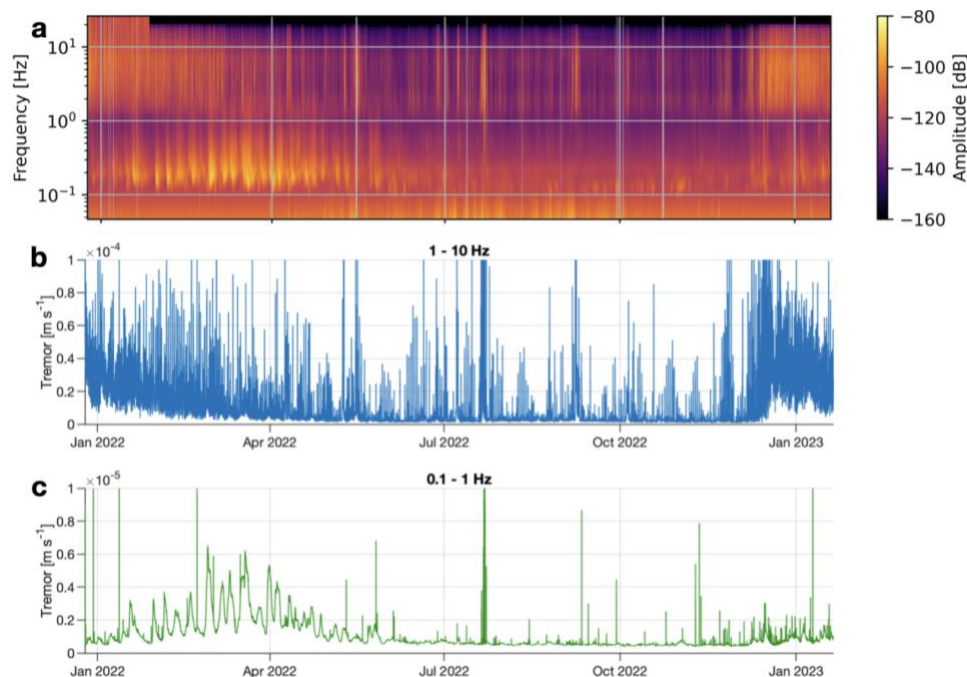 a
Frequency [Hz]
10¹
10⁰
10⁻¹
−80
−100
−120
−140
−160
Amplitude [dB]
b
×10⁻⁴
1 - 10 Hz
Tremor [m s⁻¹]
1
0.8
0.6
0.4
0.2
0
Jan 2022 Apr 2022 Jul 2022 Oct 2022 Jan 2023
c
×10⁻⁵
0.1 - 1 Hz
Tremor [m s⁻¹]
1
0.8
0.6
0.4
0.2
0
Jan 2022 Apr 2022 Jul 2022 Oct 2022 Jan 2023